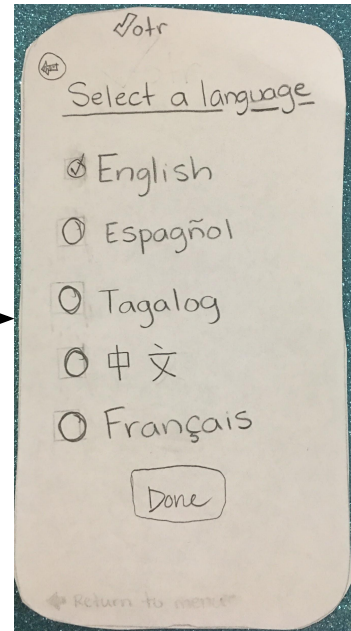 Votr
Select a language
English
Espagñol
Tagalog
中文
Français
Done
Return to menu